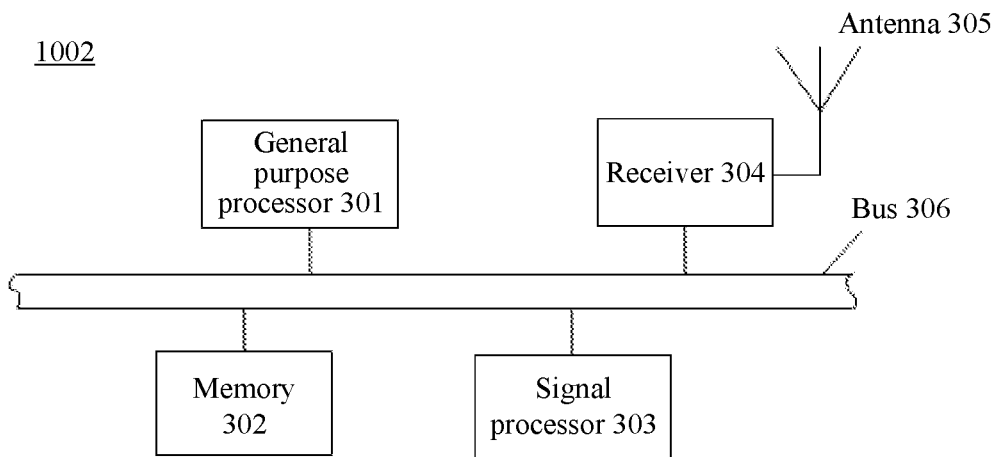 Antenna 305
1002
General
purpose
processor 301
Receiver 304
Bus 306
Memory
302
Signal
processor 303